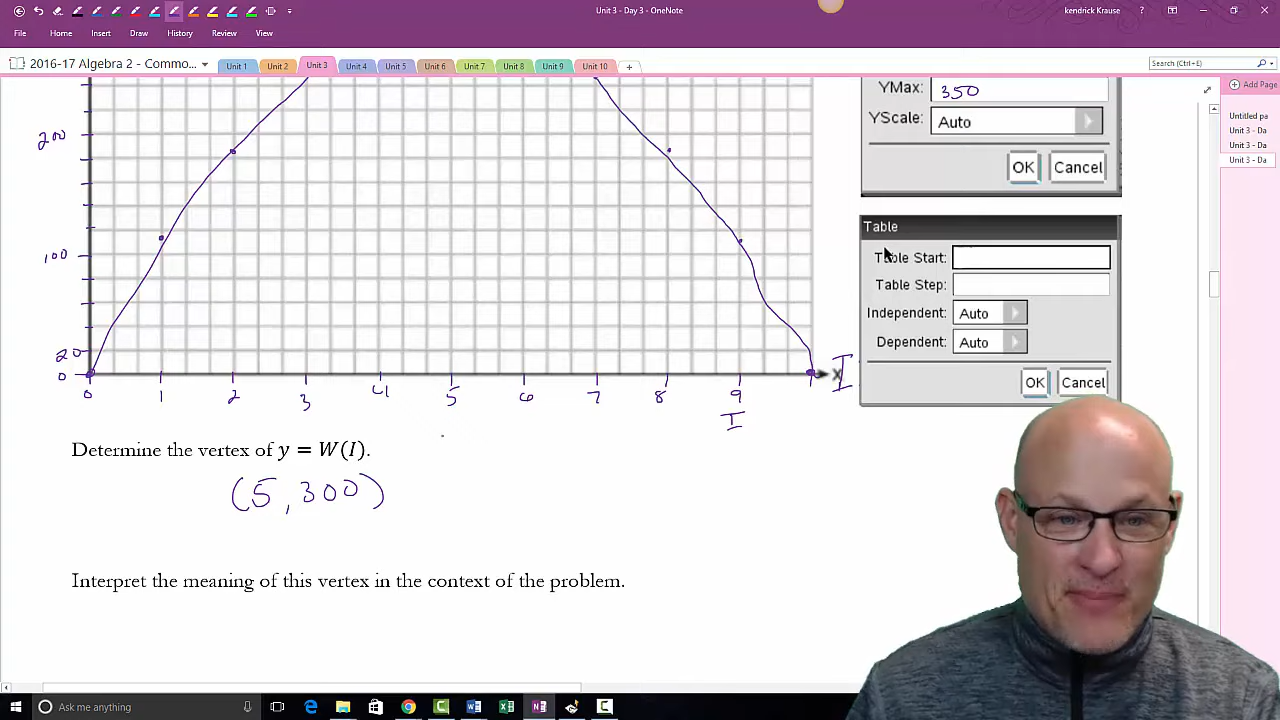 Unit 3 - Day 3 - OneNote
kendrick Krause
?
File Home Insert Draw History Review View
2016-17 Algebra 2 - Commo...
Unit 1 Unit 2 Unit 3 Unit 4 Unit 5 Unit 6 Unit 7 Unit 8 Unit 9 Unit 10 +
Search (Ctrl+E)
Add Page
Untitled pa
Unit 3 - Da
Unit 3 - Da
Unit 3 - Da
YMax: 350
YScale: Auto
OK Cancel
Table
Table Start:
Table Step:
Independent: Auto
Dependent: Auto
OK Cancel
200
100
20
0
0 1 2 3 4 5 6 7 8 9
x I
I
Determine the vertex of y = W(I).
(5, 300)
Interpret the meaning of this vertex in the context of the problem.
Ask me anything